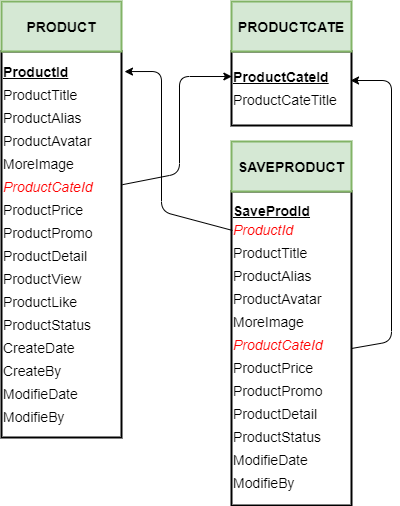 PRODUCT
ProductId
ProductTitle
ProductAlias
ProductAvatar
MoreImage
ProductCateId
ProductPrice
ProductPromo
ProductDetail
ProductView
ProductLike
ProductStatus
CreateDate
CreateBy
ModifieDate
ModifieBy
PRODUCTCATE
ProductCateId
ProductCateTitle
SAVEPRODUCT
SaveProdId
ProductId
ProductTitle
ProductAlias
ProductAvatar
MoreImage
ProductCateId
ProductPrice
ProductPromo
ProductDetail
ProductStatus
ModifieDate
ModifieBy